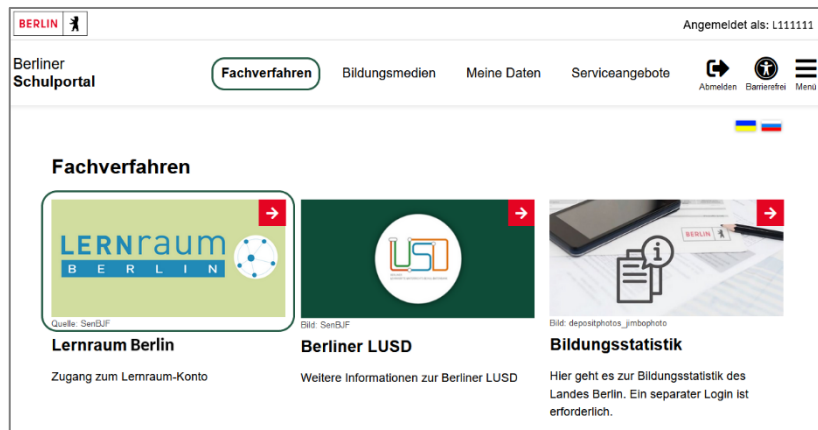 BERLIN
Angemeldet als: L111111
Berliner
Schulportal
Fachverfahren
Bildungsmedien
Meine Daten
Serviceangebote
Abmelden
Barrierefrei
Menü
Fachverfahren
LERNraum
BERLIN
Quelle: SenBJF
Lernraum Berlin
Zugang zum Lernraum-Konto
LUSD
Bild: SenBJF
Berliner LUSD
Weitere Informationen zur Berliner LUSD
BERLIN
i
Bild: depositphotos_jimbophoto
Bildungsstatistik
Hier geht es zur Bildungsstatistik des
Landes Berlin. Ein separater Login ist
erforderlich.